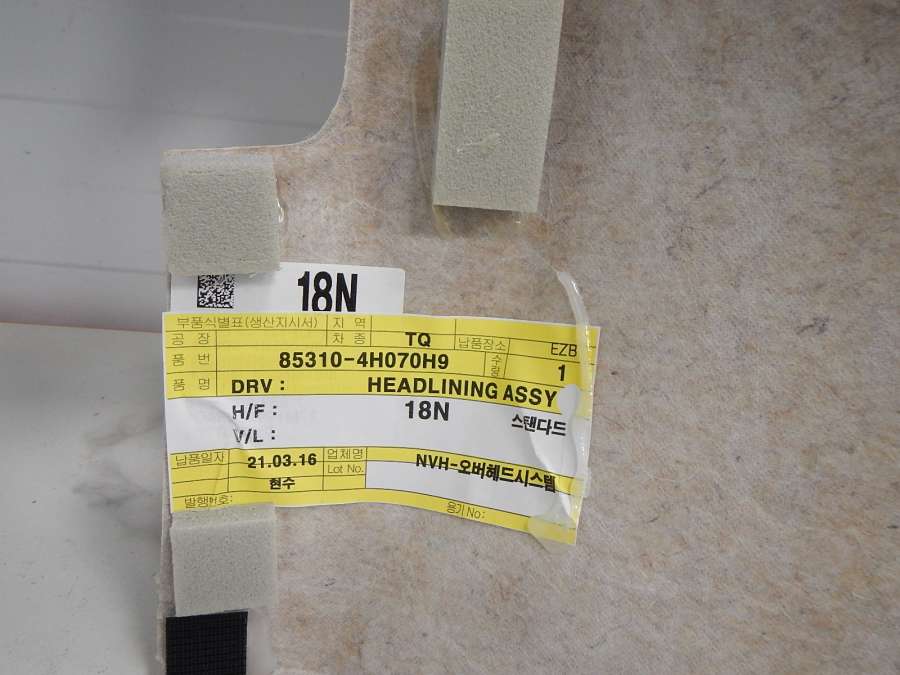 18N
부품식별표(생산지시서) 지 역
공 장 차 종 TQ 납품장소 EZB
품 번 85310-4H070H9 수량 1
품 명 DRV : HEADLINING ASSY
H/F : 18N 스탠다드
V/L :
납품일자 21.03.16 업체명 NVH-오버헤드시스템
현수 Lot No.
발행번호: 용기No: